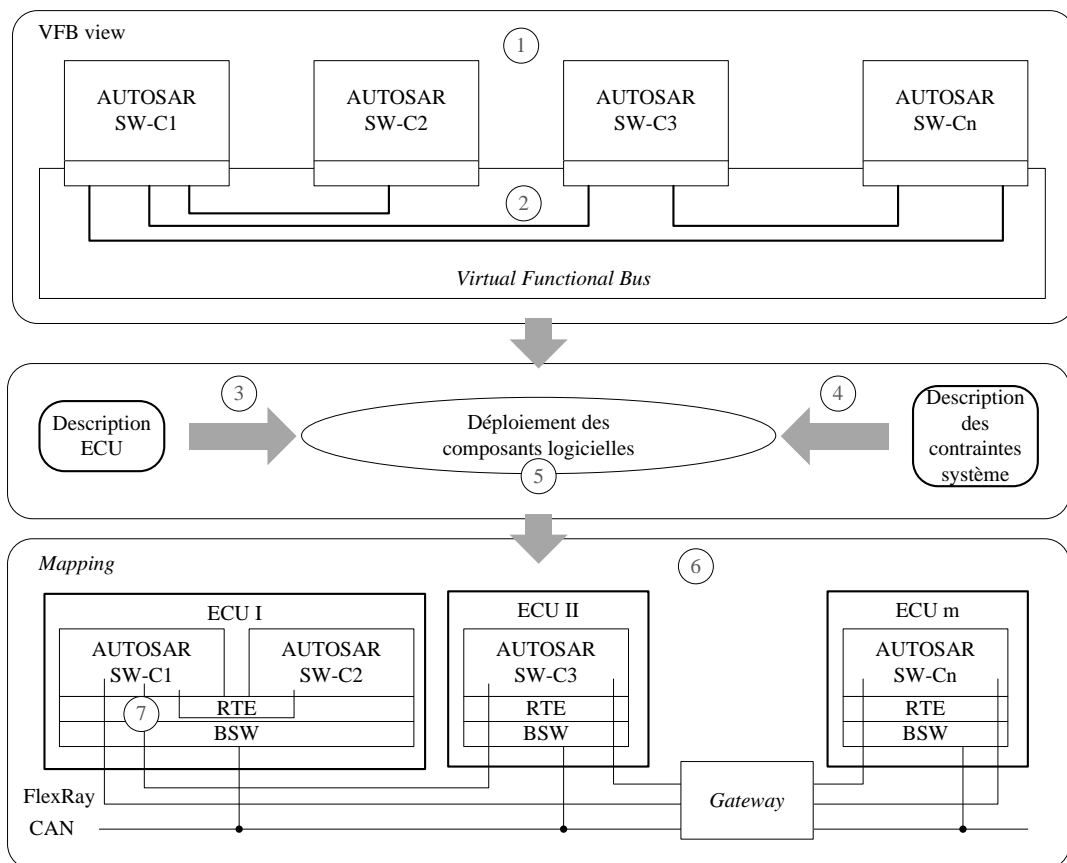 VFB view
1
AUTOSAR
SW-C1
AUTOSAR
SW-C2
AUTOSAR
SW-C3
AUTOSAR
SW-Cn
2
Virtual Functional Bus
3
4
Description
ECU
Déploiement des
composants logicielles
5
Description
des
contraintes
système
Mapping
6
ECU I
AUTOSAR
SW-C1
AUTOSAR
SW-C2
7
RTE
BSW
ECU II
AUTOSAR
SW-C3
RTE
BSW
ECU m
AUTOSAR
SW-Cn
RTE
BSW
FlexRay
CAN
Gateway